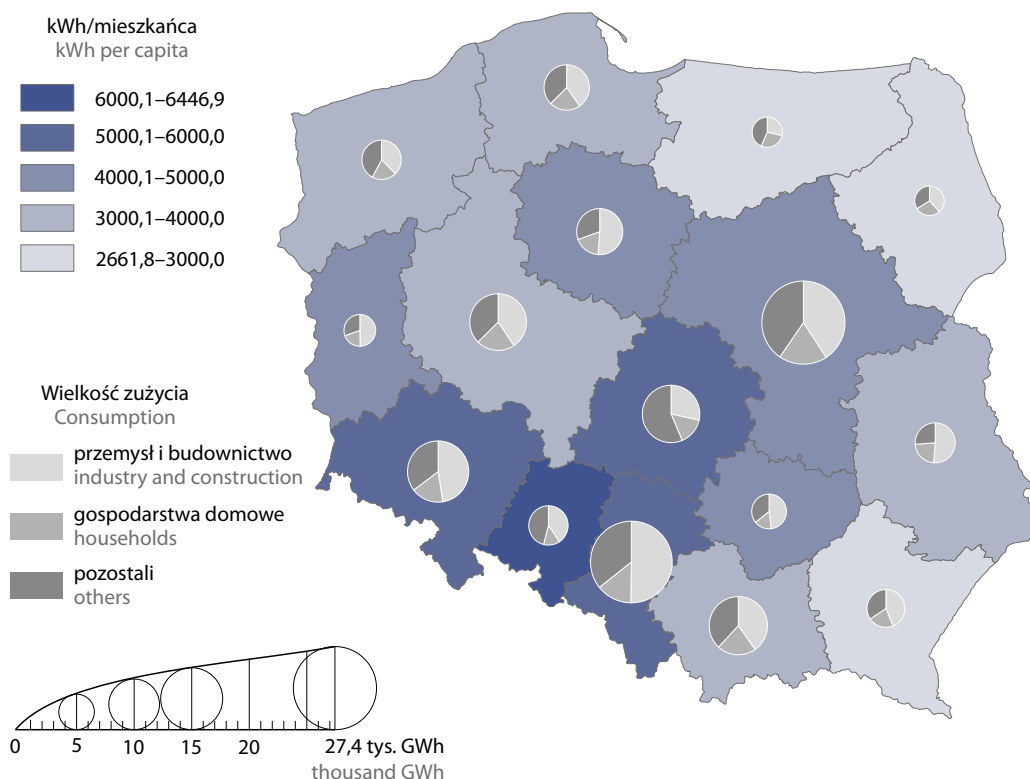 kWh/mieszkańca
kWh per capita
6000,1–6446,9
5000,1–6000,0
4000,1–5000,0
3000,1–4000,0
2661,8–3000,0
Wielkość zużycia
Consumption
przemysł i budownictwo
industry and construction
gospodarstwa domowe
households
pozostali
others
0 5 10 15 20 27,4 tys. GWh
thousand GWh